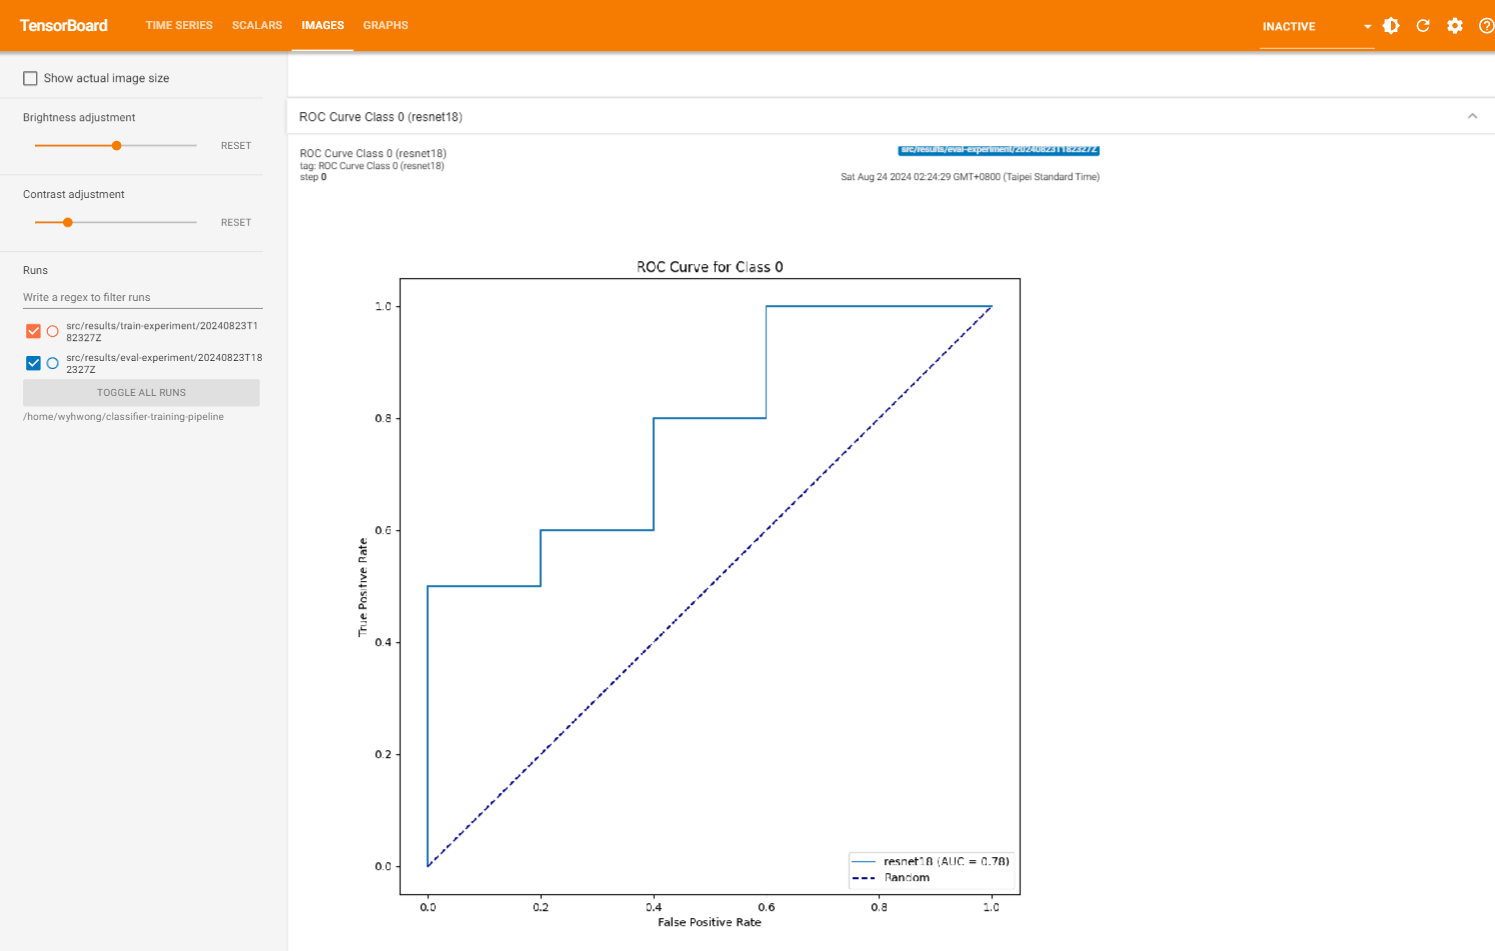 TensorBoard
TIME SERIES
SCALARS
IMAGES
GRAPHS
INACTIVE
Show actual image size
Brightness adjustment
RESET
Contrast adjustment
RESET
Runs
Write a regex to filter runs
src/results/train-experiment/20240823T1
82327Z
src/results/eval-experiment/20240823T18
2327Z
TOGGLE ALL RUNS
/home/wyhwong/classifier-training-pipeline
ROC Curve Class 0 (resnet18)
ROC Curve Class 0 (resnet18)
tag: ROC Curve Class 0 (resnet18)
step 0
src/results/eval-experiment/20240823T182327Z
Sat Aug 24 2024 02:24:29 GMT+0800 (Taipei Standard Time)
ROC Curve for Class 0
1.0
0.8
0.6
0.4
0.2
0.0
True Positive Rate
0.0 0.2 0.4 0.6 0.8 1.0
False Positive Rate
resnet18 (AUC = 0.78)
Random